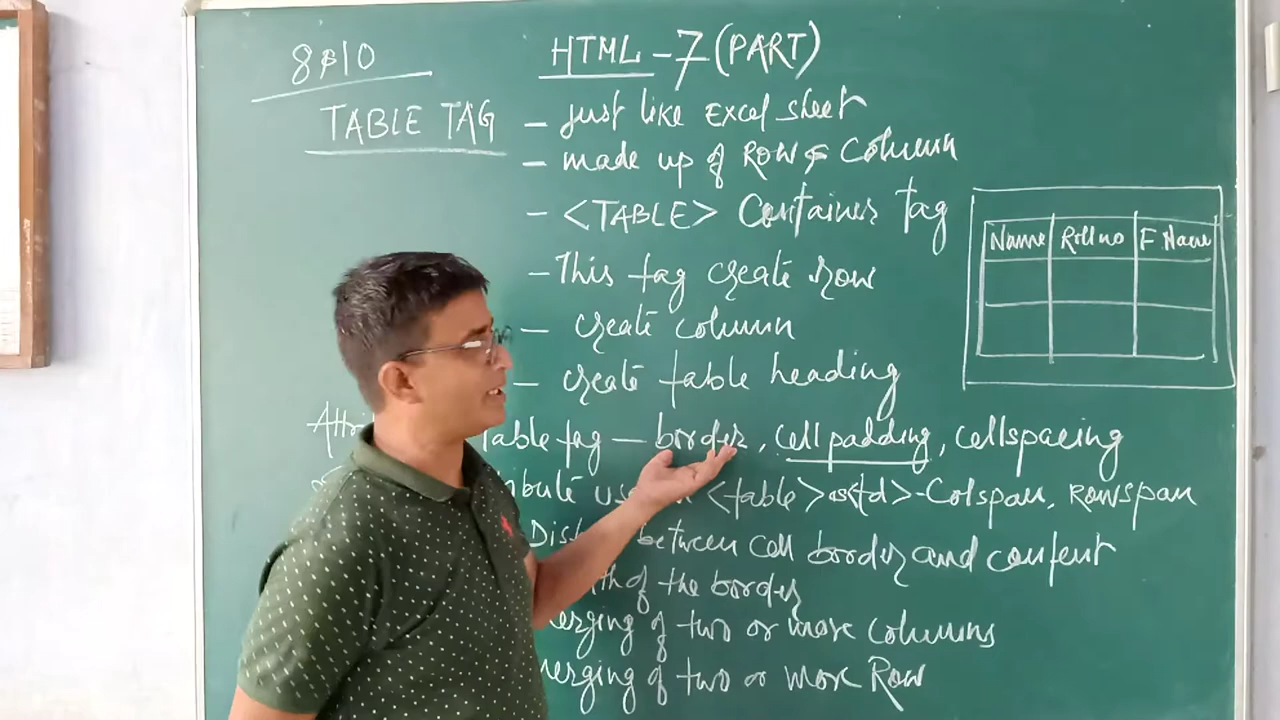 8 10
HTML - 7 (PART)
TABLE TAG - just like Excel sheet
- made up of Row & Column
- <TABLE> Container tag
Name Roll no F Name
- This tag create row
- create column
- create table heading
Table tag - border, Cell padding, cellspacing
<table> <td> - Colspan, Rowspan
between cell border and content
of the border
merging of two or more Columns
merging of two or more Row